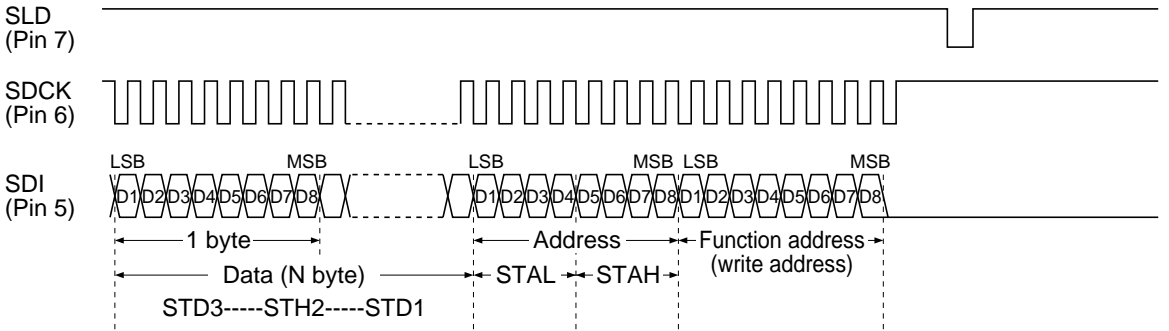 SLD
(Pin 7)
SDCK
(Pin 6)
LSB MSB LSB MSB LSB MSB
SDI
(Pin 5)
D1 D2 D3 D4 D5 D6 D7 D8 D1 D2 D3 D4 D5 D6 D7 D8 D1 D2 D3 D4 D5 D6 D7 D8
1 byte Address Function address
(write address)
Data (N byte) STAL STAH
STD3-----STH2-----STD1